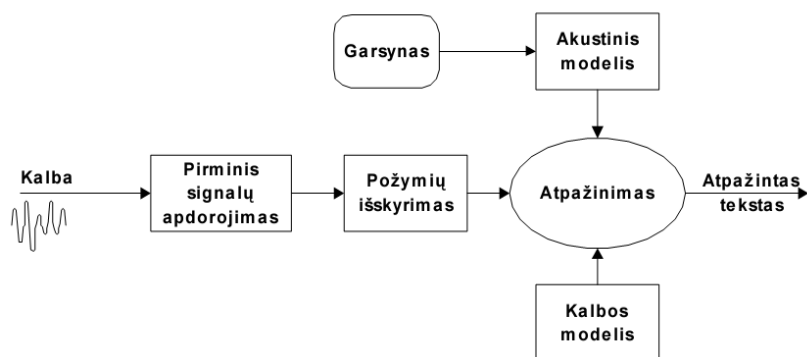 Garsynas
Akustinis
modelis
Kalba
Pirminis
signalų
apdorojimas
Požymių
išskyrimas
Atpažinimas
Atpažintas
tekstas
Kalbos
modelis